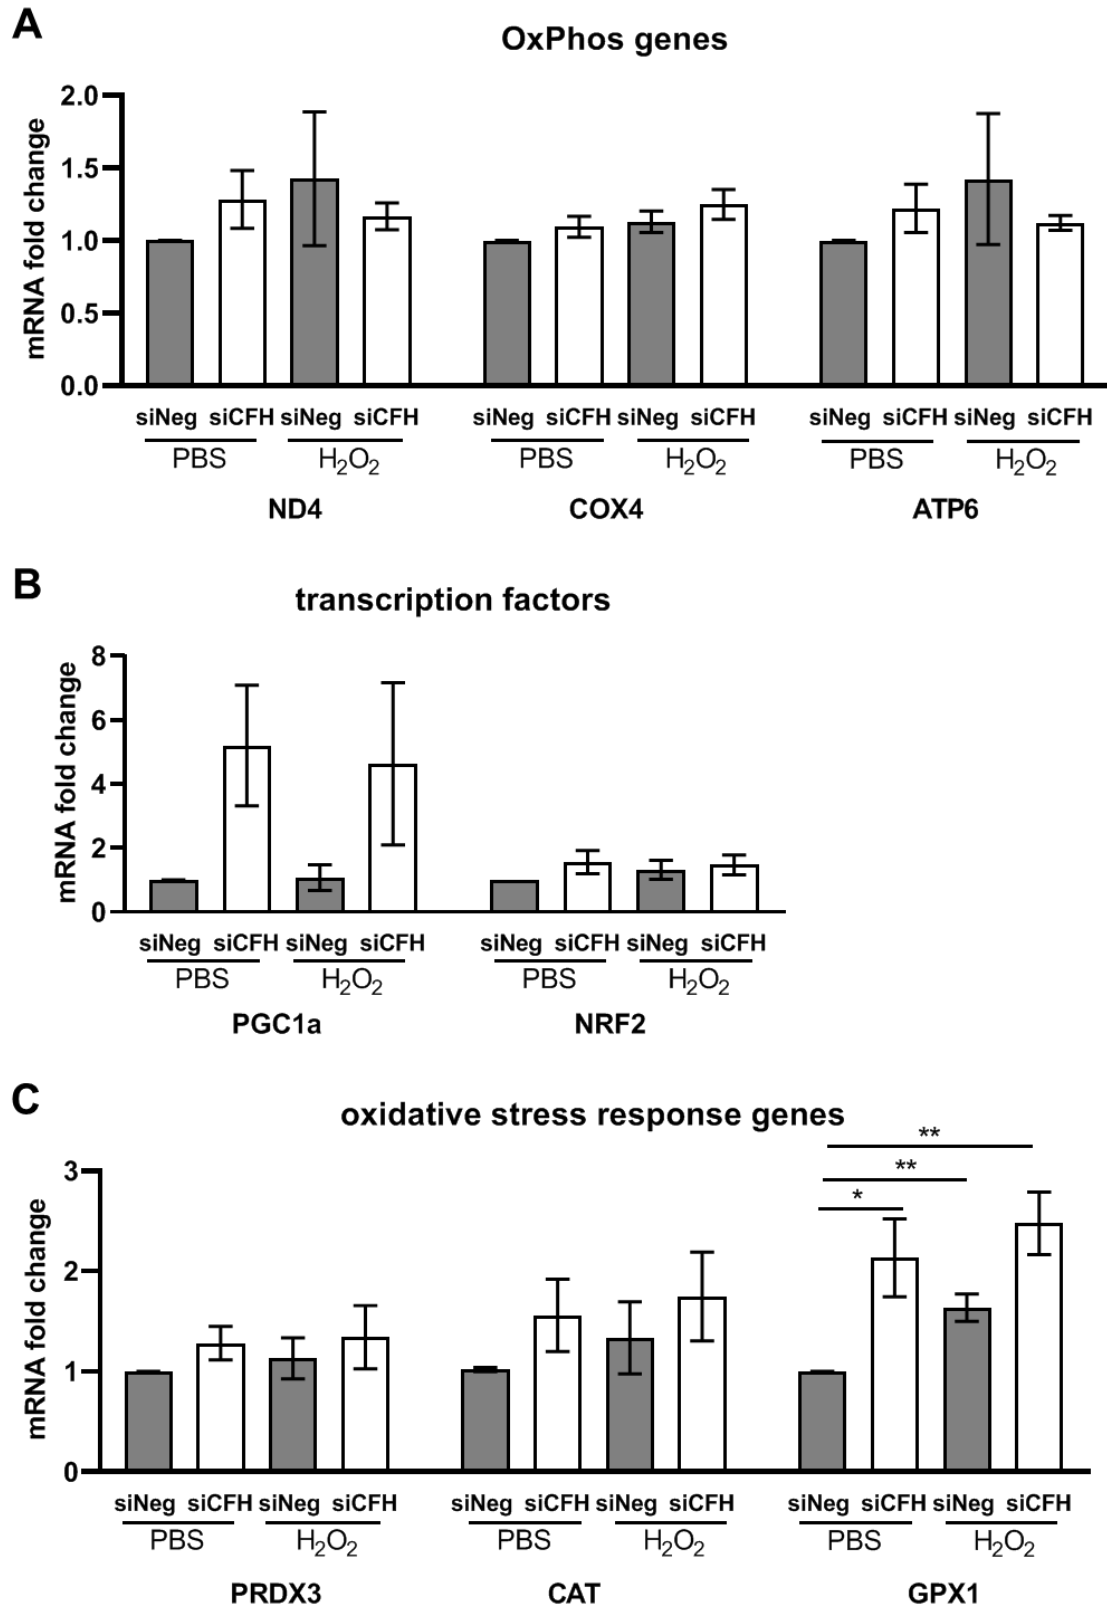 A
OxPhos genes
mRNA fold change
2.0
1.5
1.0
0.5
0.0
siNeg siCFH siNeg siCFH siNeg siCFH siNeg siCFH siNeg siCFH siNeg siCFH
PBS H₂O₂ PBS H₂O₂ PBS H₂O₂
ND4 COX4 ATP6
B
transcription factors
mRNA fold change
8
6
4
2
0
siNeg siCFH siNeg siCFH siNeg siCFH siNeg siCFH
PBS H₂O₂ PBS H₂O₂
PGC1a NRF2
C
oxidative stress response genes
**
**
*
mRNA fold change
3
2
1
0
siNeg siCFH siNeg siCFH siNeg siCFH siNeg siCFH siNeg siCFH siNeg siCFH
PBS H₂O₂ PBS H₂O₂ PBS H₂O₂
PRDX3 CAT GPX1